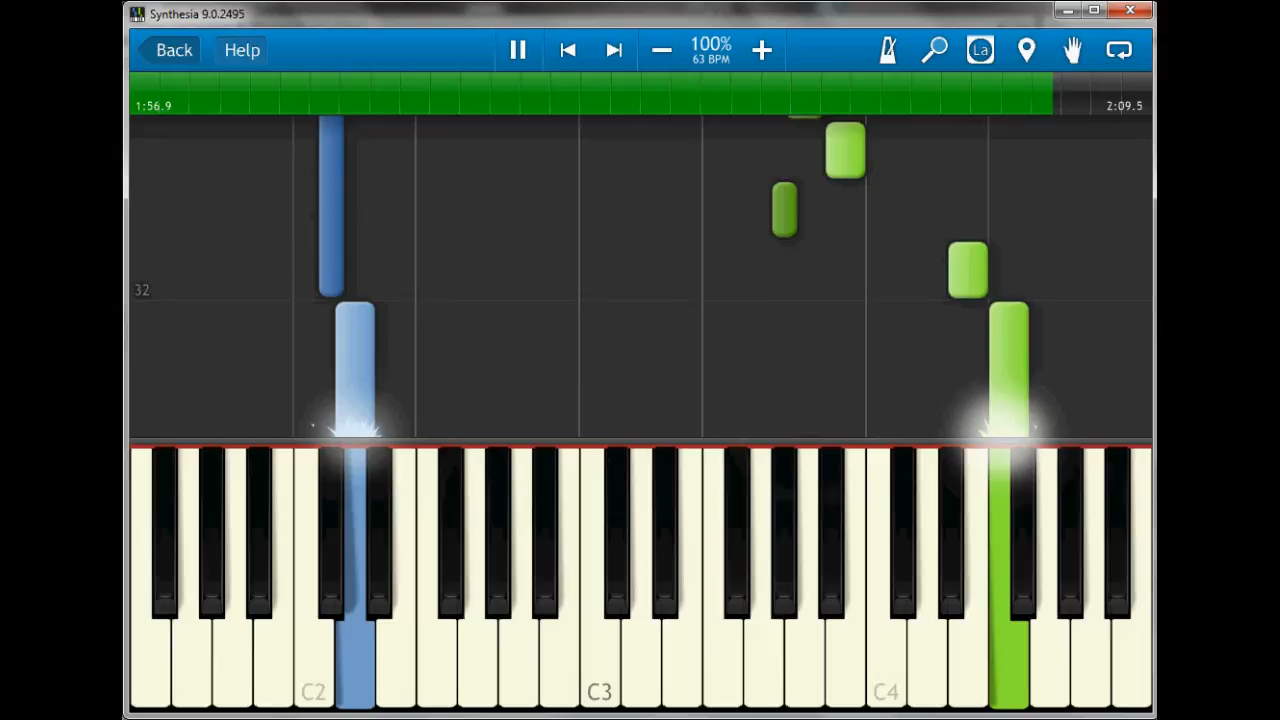 Synthesia 9.0.2495
Back Help 100% La
63 BPM
1:56.9 2:09.5
32
C2 C3 C4